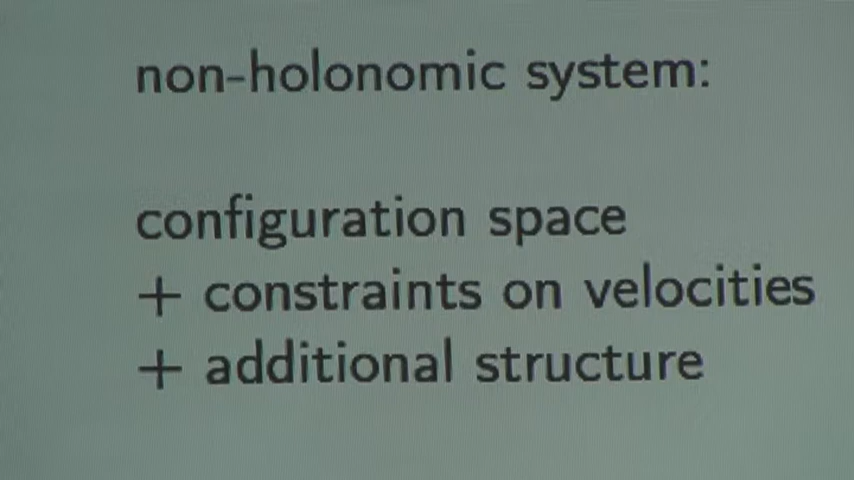 non-holonomic system:
configuration space
+ constraints on velocities
+ additional structure